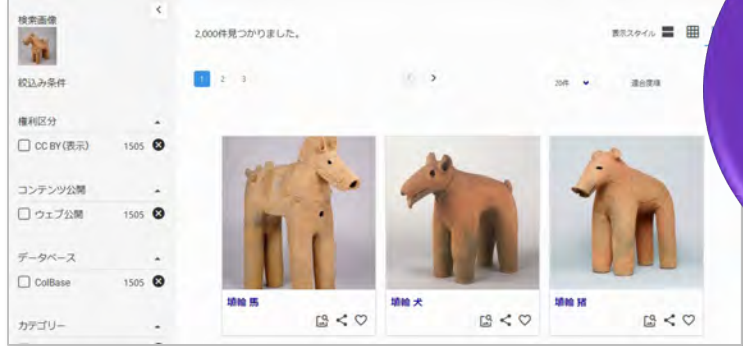 検索画像
2,000件見つかりました。
表示スタイル
絞込み条件
1 2 3
20件
適合度順
権利区分
CC BY(表示) 1505
コンテンツ公開
ウェブ公開 1505
データベース
ColBase 1505
カテゴリー
埴輪 馬
埴輪 犬
埴輪 猪